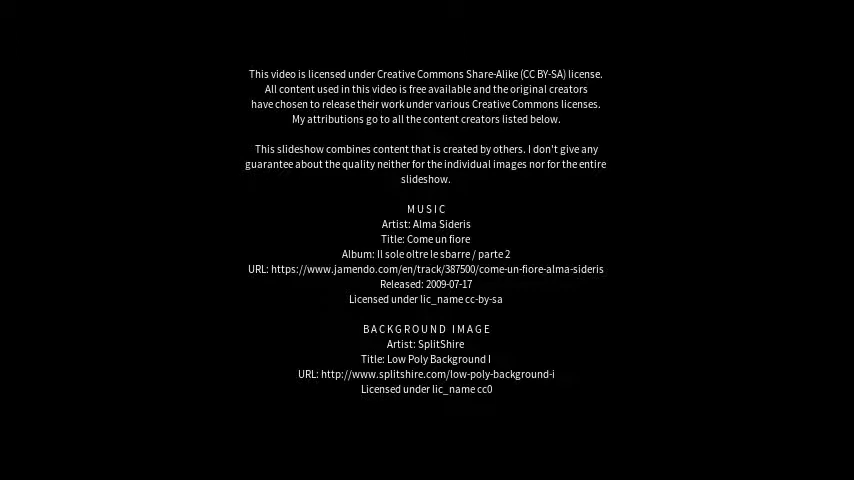 This video is licensed under Creative Commons Share-Alike (CC BY-SA) license.
All content used in this video is free available and the original creators
have chosen to release their work under various Creative Commons licenses.
My attributions go to all the content creators listed below.
This slideshow combines content that is created by others. I don't give any
guarantee about the quality neither for the individual images nor for the entire
slideshow.
MUSIC
Artist: Alma Sideris
Title: Come un fiore
Album: Il sole oltre le sbarre / parte 2
URL: https://www.jamendo.com/en/track/387500/come-un-fiore-alma-sideris
Released: 2009-07-17
Licensed under lic_name cc-by-sa
BACKGROUND IMAGE
Artist: SplitShire
Title: Low Poly Background I
URL: http://www.splitshire.com/low-poly-background-i
Licensed under lic_name cc0